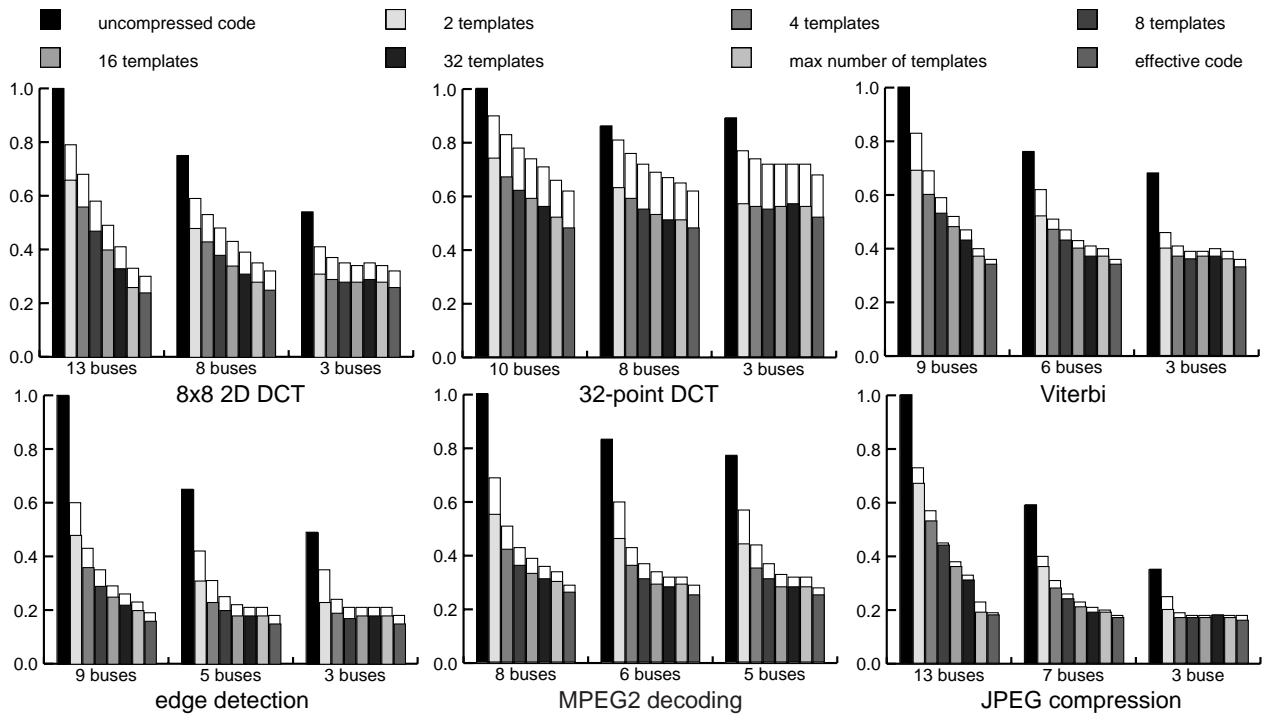 uncompressed code
2 templates
4 templates
8 templates
16 templates
32 templates
max number of templates
effective code
1.0
0.8
0.6
0.4
0.2
0.0
13 buses
8 buses
3 buses
8x8 2D DCT
1.0
0.8
0.6
0.4
0.2
0.0
10 buses
8 buses
3 buses
32-point DCT
1.0
0.8
0.6
0.4
0.2
0.0
9 buses
6 buses
3 buses
Viterbi
1.0
0.8
0.6
0.4
0.2
0.0
9 buses
5 buses
3 buses
edge detection
1.0
0.8
0.6
0.4
0.2
0.0
8 buses
6 buses
5 buses
MPEG2 decoding
1.0
0.8
0.6
0.4
0.2
0.0
13 buses
7 buses
3 buse
JPEG compression